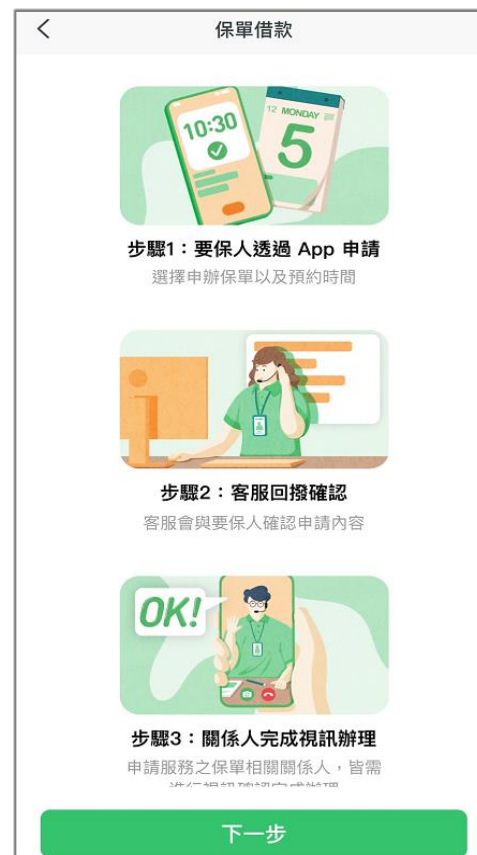 保單借款
10:30
12 MONDAY
5
步驟1：要保人透過 App 申請
選擇申辦保單以及預約時間
步驟2：客服回撥確認
客服會與要保人確認申請內容
OK!
步驟3：關係人完成視訊辦理
申請服務之保單相關關係人，皆需
下一步